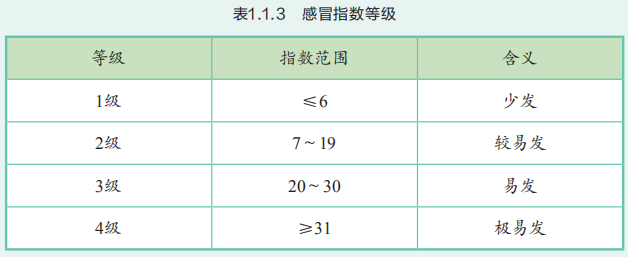 表1.1.3 感冒指数等级
等级 指数范围 含义
1级 ≤6 少发
2级 7~19 较易发
3级 20~30 易发
4级 ≥31 极易发